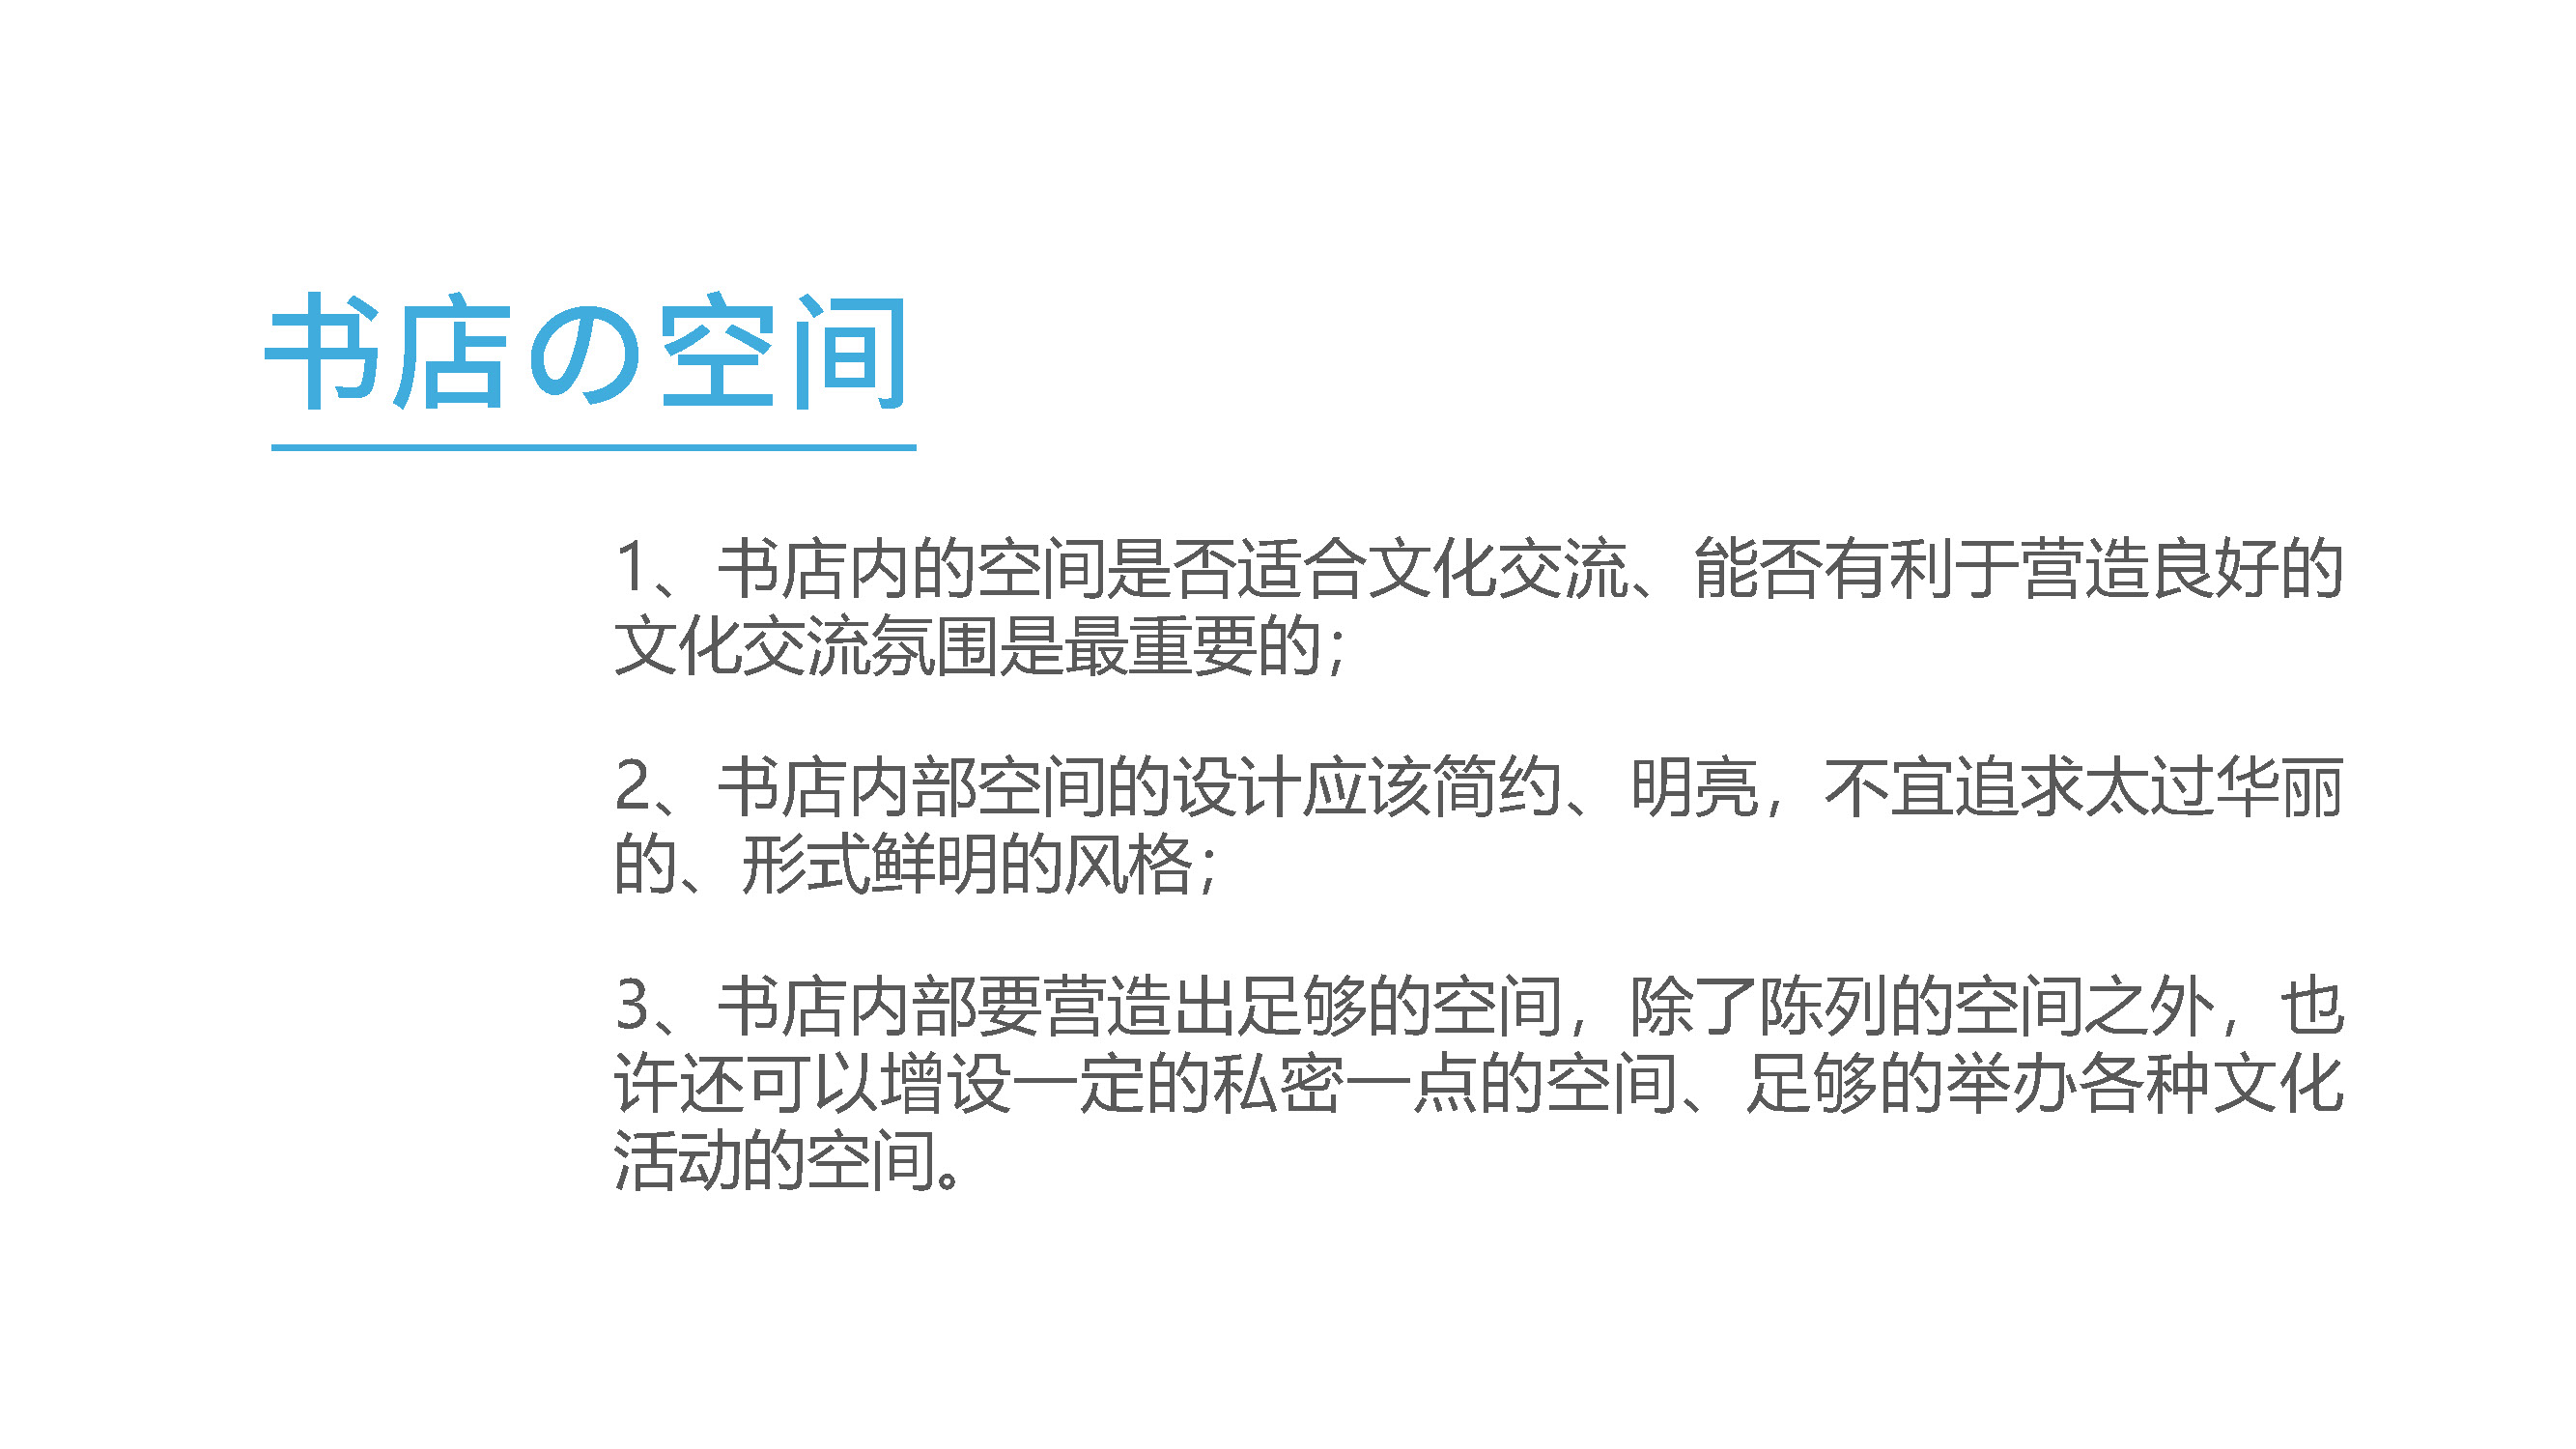 书店の空间
1、书店内的空间是否适合文化交流、能否有利于营造良好的
文化交流氛围是最重要的；
2、书店内部空间的设计应该简约、明亮，不宜追求太过华丽
的、形式鲜明的风格；
3、书店内部要营造出足够的空间，除了陈列的空间之外，也
许还可以增设一定的私密一点的空间、足够的举办各种文化
活动的空间。